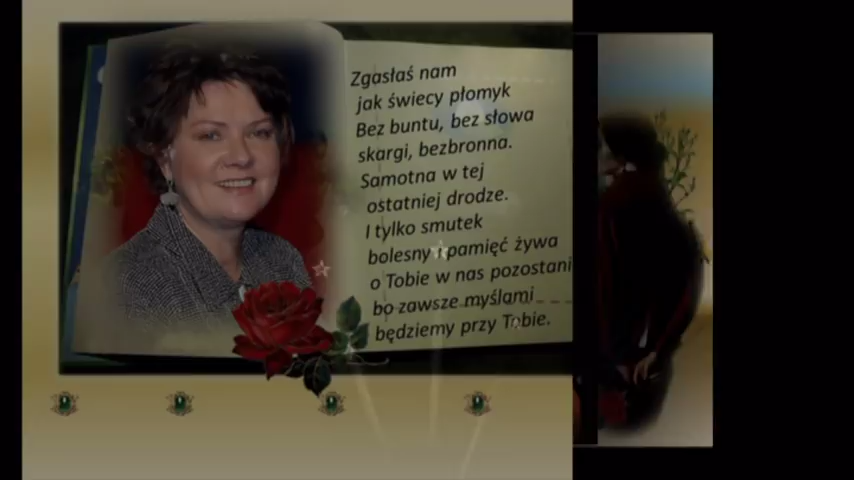 Zgasłaś nam
jak świecy płomyk
Bez buntu, bez słowa
skargi, bezbronna.
Samotna w tej
ostatniej drodze.
I tylko smutek
bolesny i pamięć żywa
o Tobie w nas pozostani
bo zawsze myślami
będziemy przy Tobie.